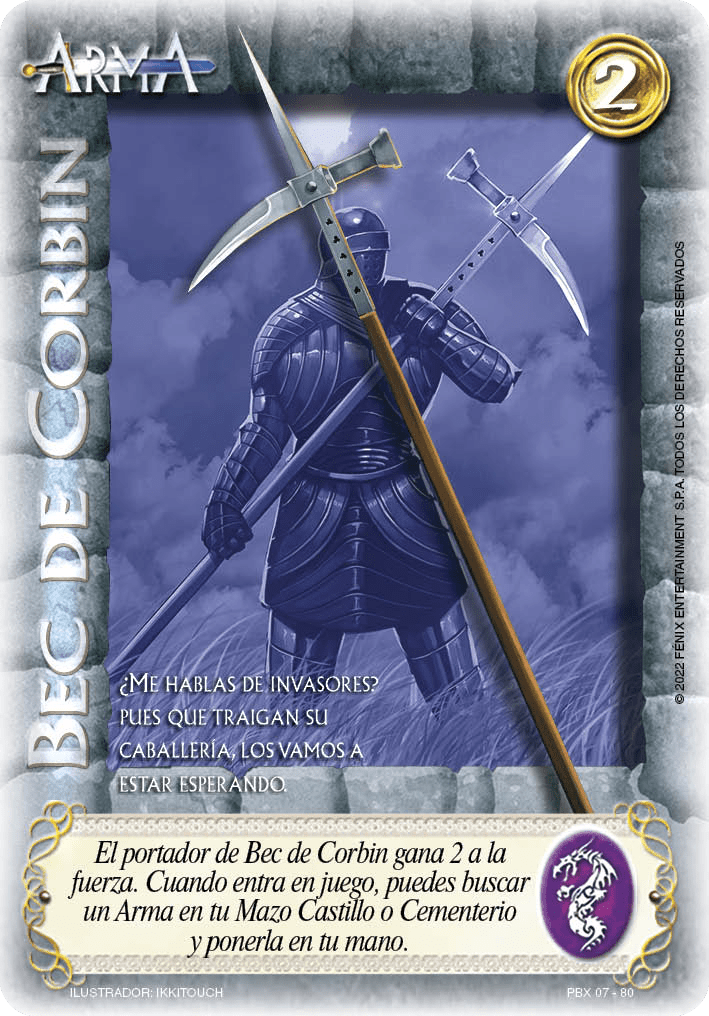 ARMA
2
BEC DE CORBIN
¿ME HABLAS DE INVASORES?
PUES QUE TRAIGAN SU
CABALLERÍA, LOS VAMOS A
ESTAR ESPERANDO.
© 2022 FÉNIX ENTERTAINMENT S.P.A. TODOS LOS DERECHOS RESERVADOS
El portador de Bec de Corbin gana 2 a la
fuerza. Cuando entra en juego, puedes buscar
un Arma en tu Mazo Castillo o Cementerio
y ponerla en tu mano.
ILUSTRADOR: IKKITOUCH
PBX 07 - 80